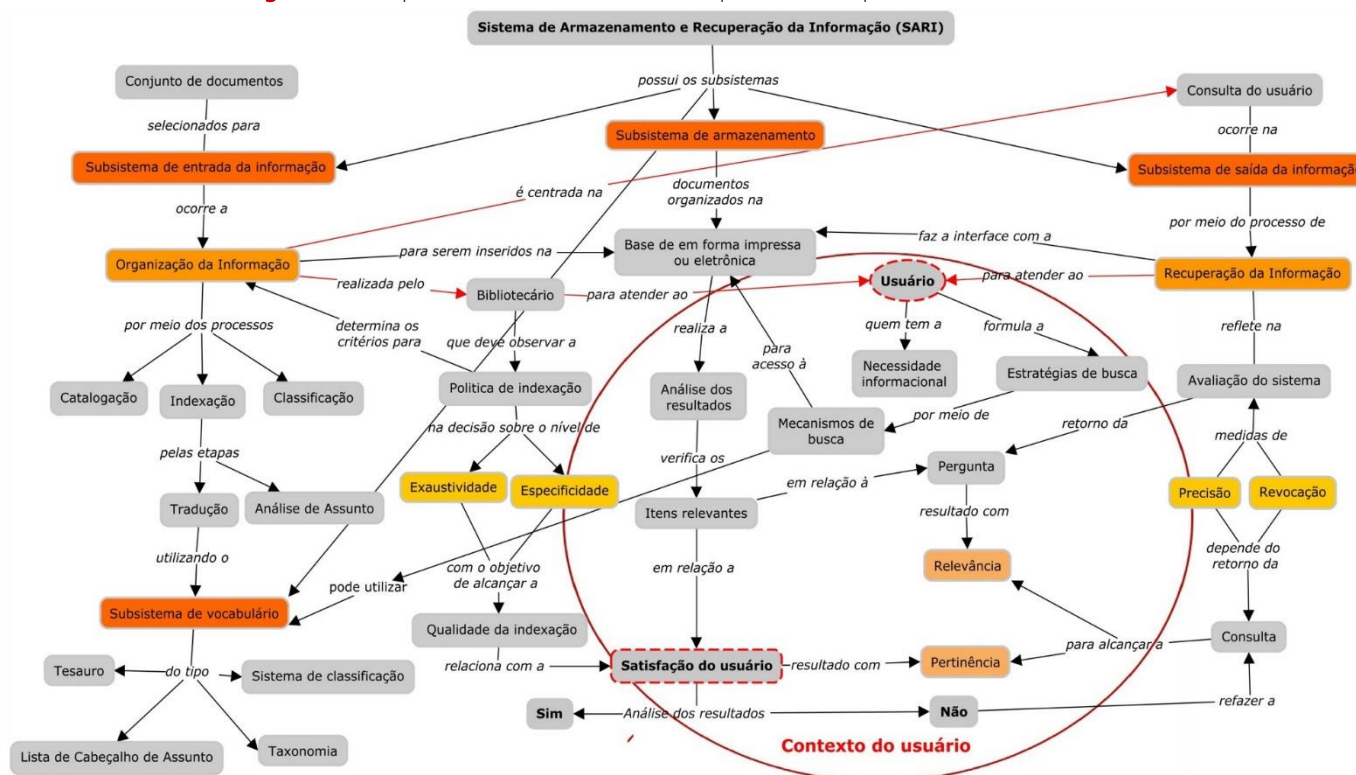 Sistema de Armazenamento e Recuperação da Informação (SARI)
possui os subsistemas
Conjunto de documentos
selecionados para
Subsistema de entrada da informação
ocorre a
Subsistema de armazenamento
documentos
organizados na
Consulta do usuário
ocorre na
Subsistema de saída da informação
por meio do processo de
é centrada na
Organização da Informação
para serem inseridos na
Base de em forma impressa
ou eletrônica
faz a interface com a
Recuperação da Informação
realizada pelo
Bibliotecário
para atender ao
Usuário
para atender ao
por meio dos processos
determina os
critérios para
que deve observar a
realiza a
para
acesso à
quem tem a
formula a
reflete na
Catalogação
Indexação
Classificação
Politica de indexação
Análise dos
resultados
Necessidade
informacional
Estratégias de busca
Avaliação do sistema
na decisão sobre o nível de
Mecanismos de
busca
por meio de
retorno da
medidas de
pelas etapas
verifica os
Exaustividade
Especificidade
em relação à
Pergunta
Precisão
Revocação
Tradução
Análise de Assunto
Itens relevantes
resultado com
utilizando o
com o objetivo
de alcançar a
em relação a
Relevância
depende do
retorno da
pode utilizar
Subsistema de vocabulário
Qualidade da indexação
para alcançar a
Consulta
relaciona com a
Satisfação do usuário
resultado com
Pertinência
Tesauro
do tipo
Sistema de classificação
Sim
Análise dos resultados
Não
refazer a
Lista de Cabeçalho de Assunto
Taxonomia
Contexto do usuário